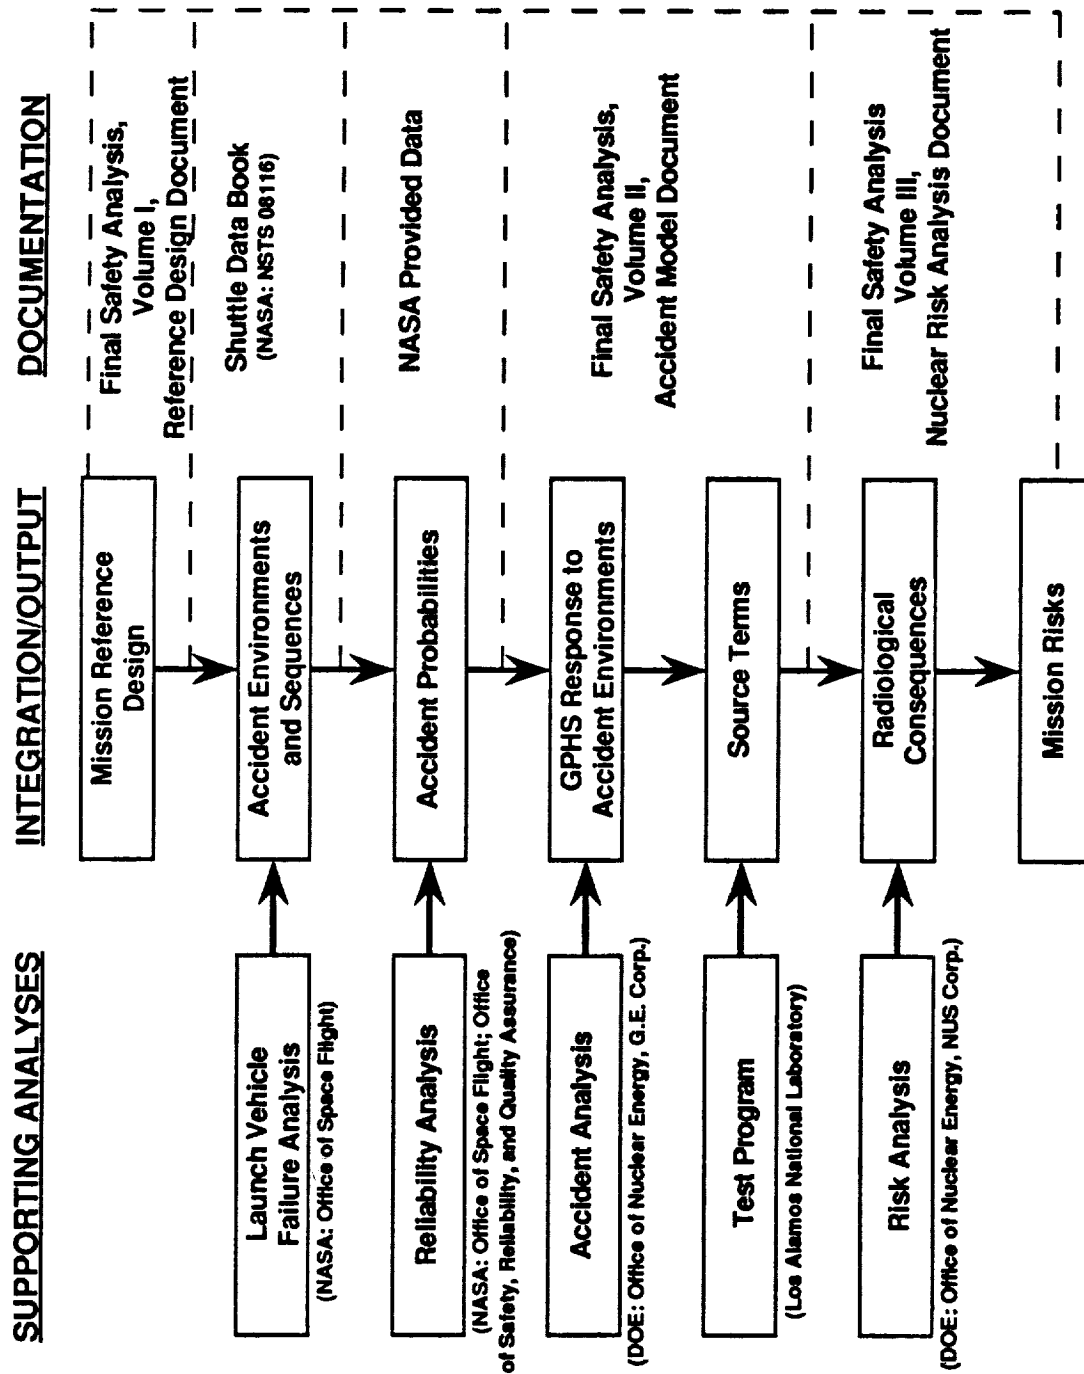 SUPPORTING ANALYSES
INTEGRATION/OUTPUT
DOCUMENTATION
Mission Reference
Design
Final Safety Analysis,
Volume I,
Reference Design Document
Launch Vehicle
Failure Analysis
(NASA: Office of Space Flight)
Accident Environments
and Sequences
Shuttle Data Book
(NASA: NSTS 08116)
Reliability Analysis
(NASA: Office of Space Flight; Office
of Safety, Reliability, and Quality Assurance)
Accident Probabilities
NASA Provided Data
Accident Analysis
(DOE: Office of Nuclear Energy, G.E. Corp.)
GPHS Response to
Accident Environments
Final Safety Analysis,
Volume II,
Accident Model Document
Test Program
(Los Alamos National Laboratory)
Source Terms
Risk Analysis
(DOE: Office of Nuclear Energy, NUS Corp.)
Radiological
Consequences
Final Safety Analysis
Volume III,
Nuclear Risk Analysis Document
Mission Risks